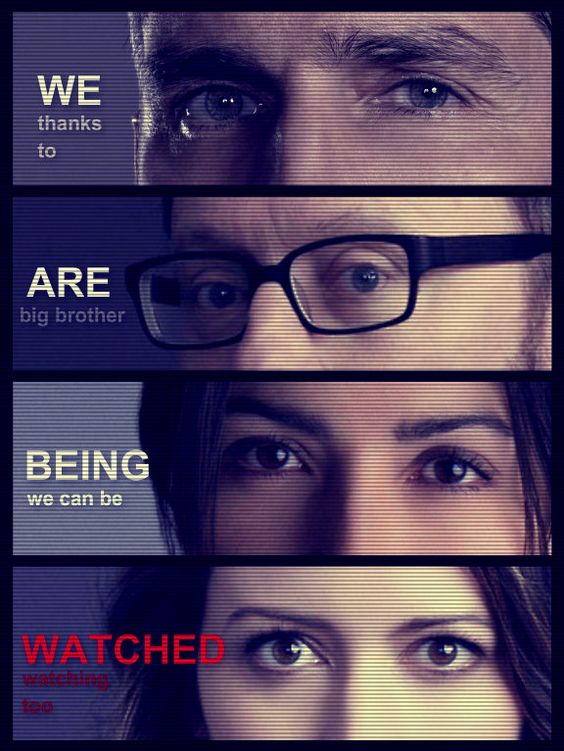 WE
thanks
to
ARE
big brother
BEING
we can be
WATCHED
watching
too